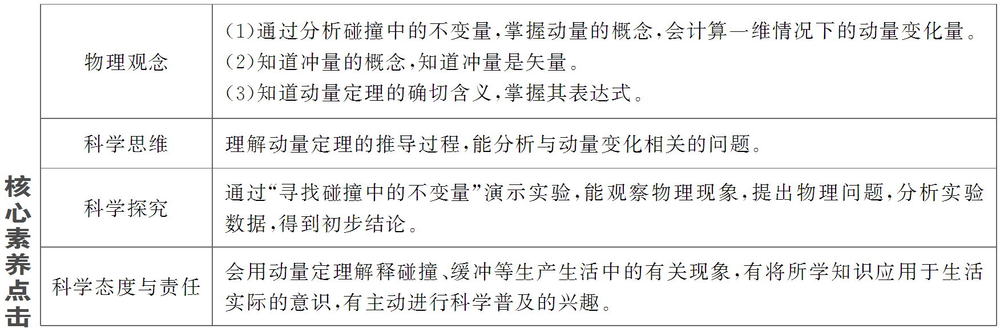 核心素养点击
物理观念
(1)通过分析碰撞中的不变量,掌握动量的概念,会计算一维情况下的动量变化量。
(2)知道冲量的概念,知道冲量是矢量。
(3)知道动量定理的确切含义,掌握其表达式。
科学思维
理解动量定理的推导过程,能分析与动量变化相关的问题。
科学探究
通过“寻找碰撞中的不变量”演示实验,能观察物理现象,提出物理问题,分析实验
数据,得到初步结论。
科学态度与责任
会用动量定理解释碰撞、缓冲等生产生活中的有关现象,有将所学知识应用于生活
实际的意识,有主动进行科学普及的兴趣。